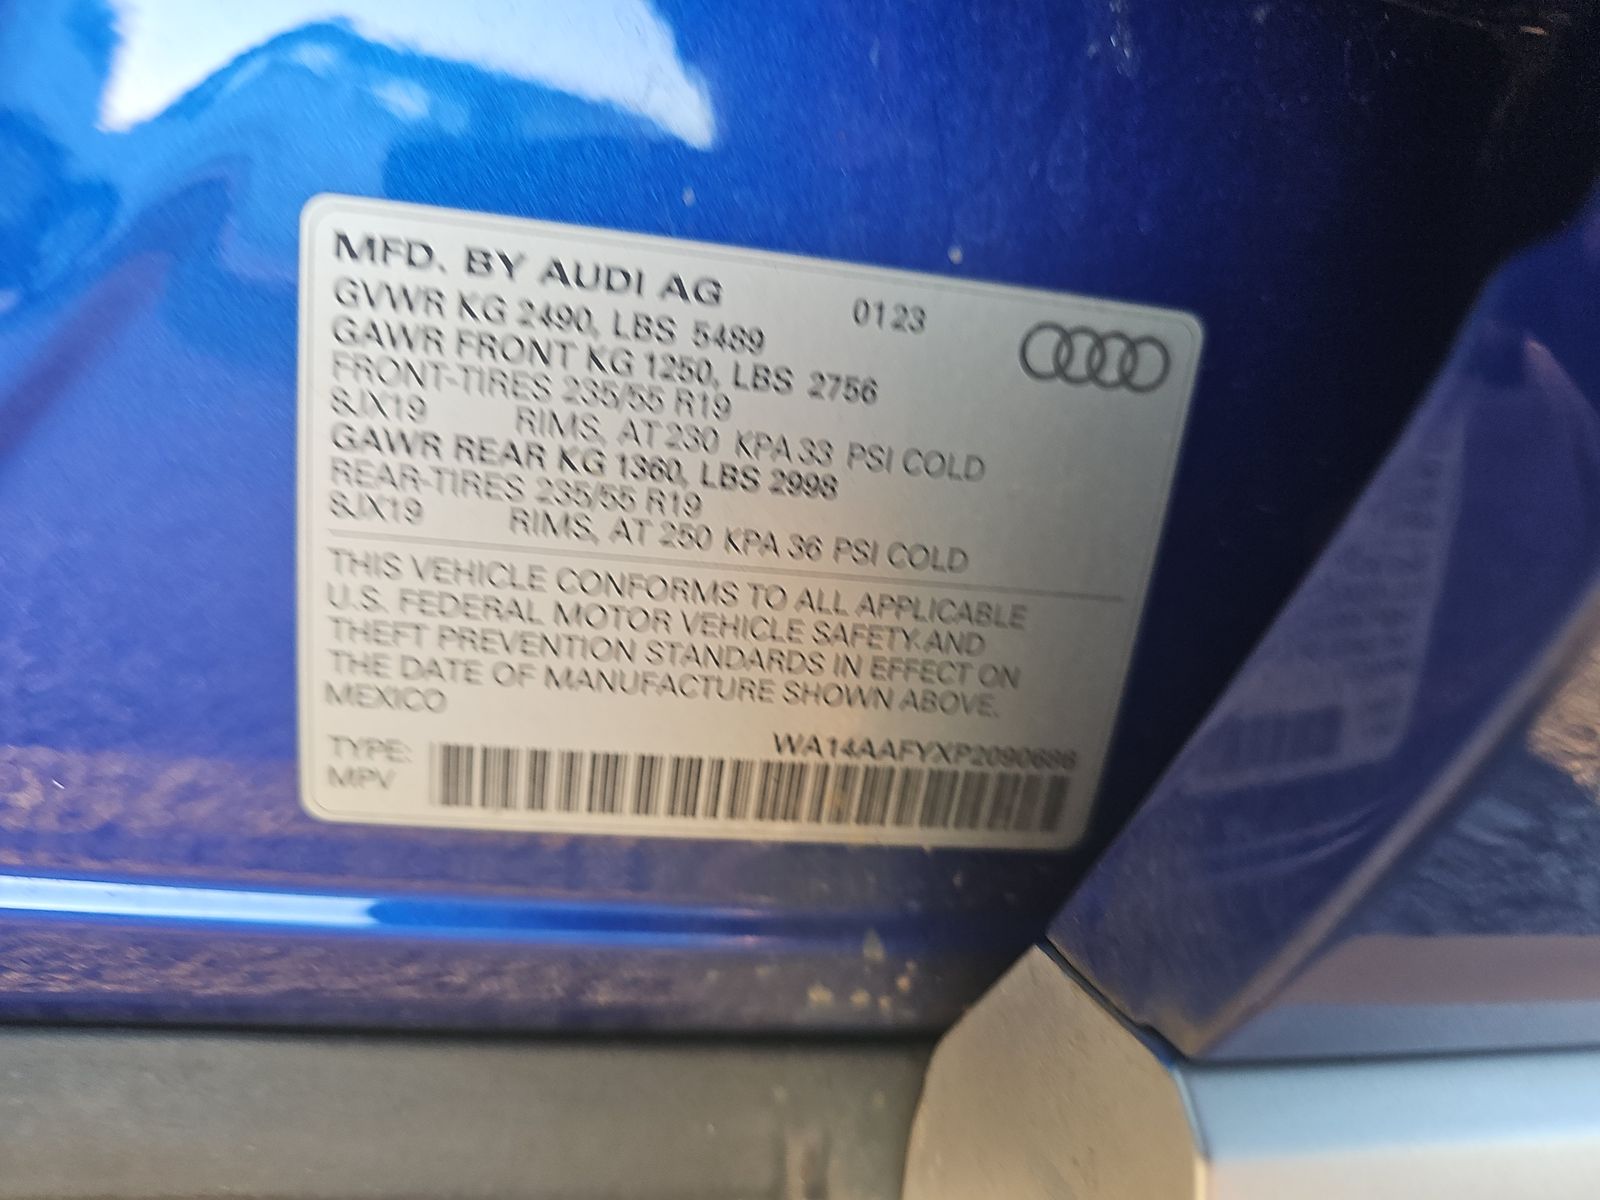 MFD. BY AUDI AG
0123
GVWR KG 2490, LBS 5489
GAWR FRONT KG 1250, LBS 2756
FRONT-TIRES 235/55 R19
8JX19 RIMS, AT 230 KPA 33 PSI COLD
GAWR REAR KG 1360, LBS 2998
REAR-TIRES 235/55 R19
8JX19 RIMS, AT 250 KPA 36 PSI COLD
THIS VEHICLE CONFORMS TO ALL APPLICABLE
U.S. FEDERAL MOTOR VEHICLE SAFETY AND
THEFT PREVENTION STANDARDS IN EFFECT ON
THE DATE OF MANUFACTURE SHOWN ABOVE.
MEXICO
WA14AAFYXP2090686
TYPE:
MPV